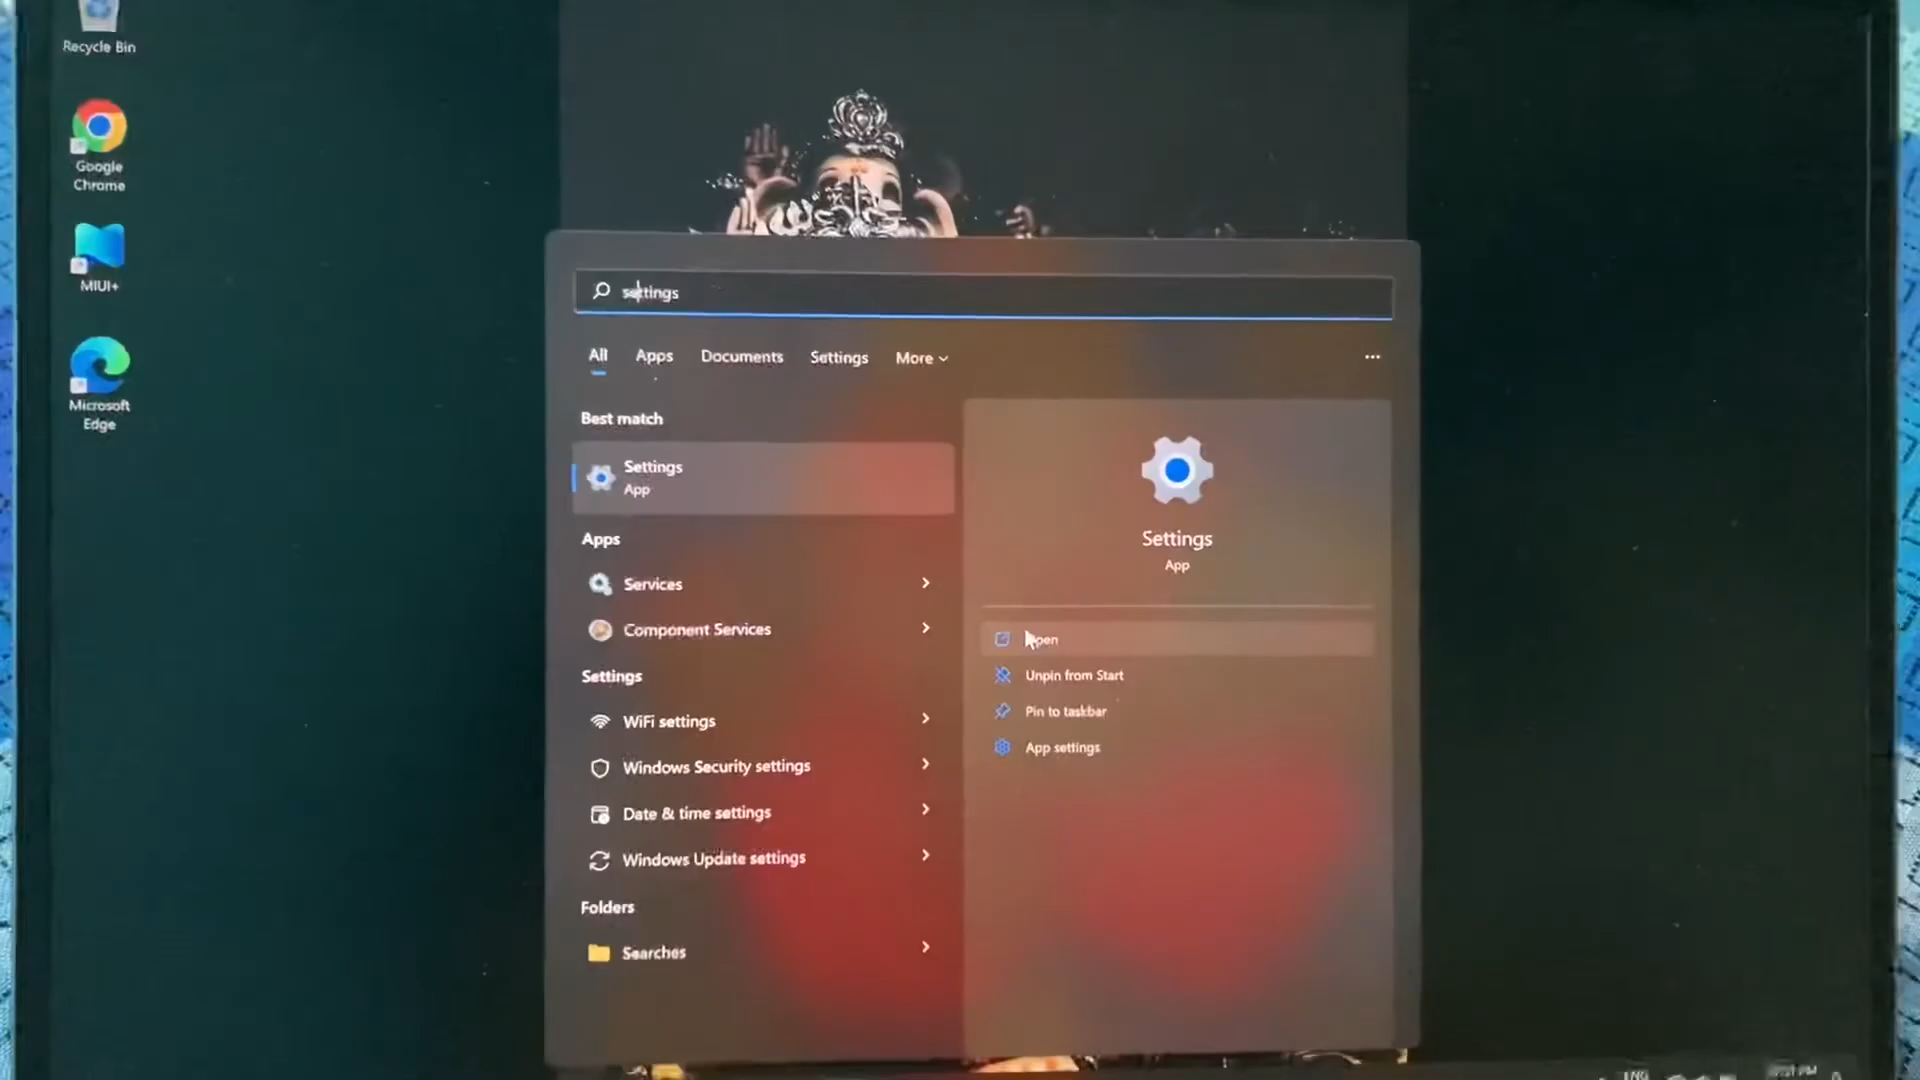 Recycle Bin
Google
Chrome
MIUI+
Microsoft
Edge
settings
All
Apps
Documents
Settings
More
Best match
Settings
App
Apps
Services
Component Services
Settings
WiFi settings
Windows Security settings
Date & time settings
Windows Update settings
Folders
Searches
Settings
App
Open
Unpin from Start
Pin to taskbar
App settings
ENG